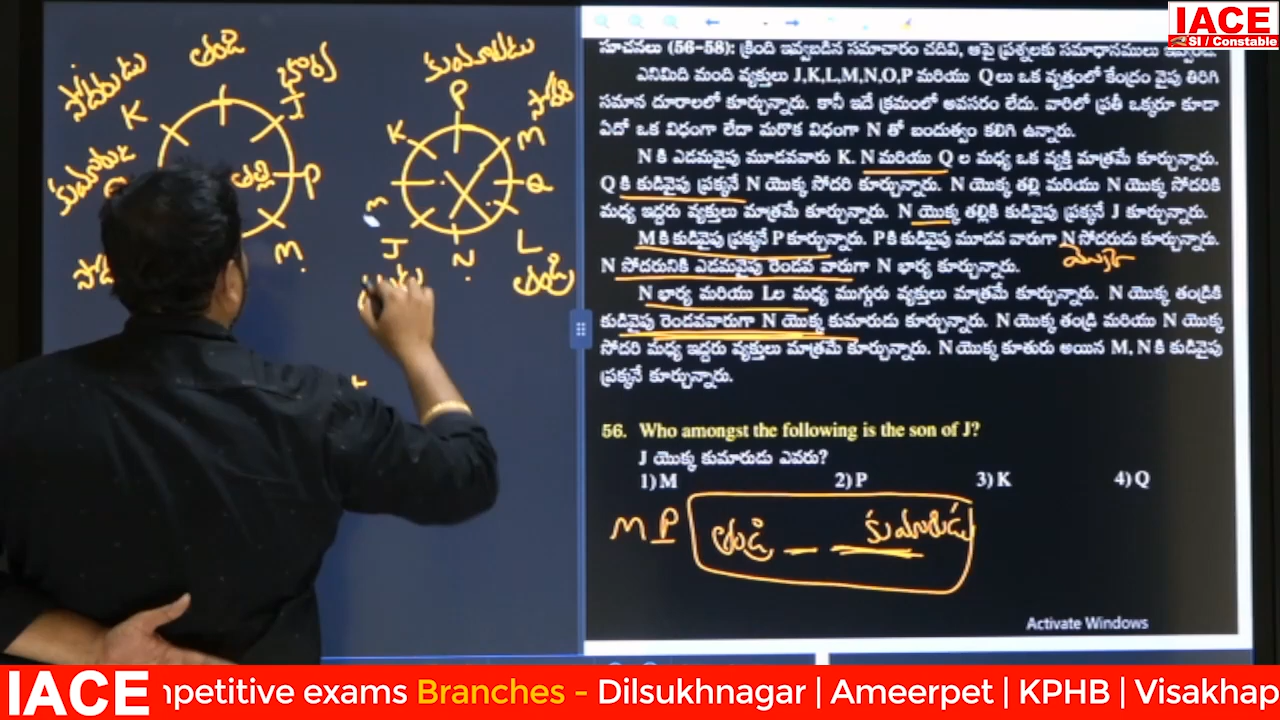 IACE
SI / Constable
సూచనలు (56-58): క్రింది ఇవ్వబడిన సమాచారం చదివి, ఆపై ప్రశ్నలకు సమాధానములు ఇవ్వండి.
ఎనిమిది మంది వ్యక్తులు J,K,L,M,N,O,P మరియు Q లు ఒక వృత్తంలో కేంద్రం వైపు తిరిగి
సమాన దూరాలలో కూర్చున్నారు. కానీ ఇదే క్రమంలో అవసరం లేదు. వారిలో ప్రతీ ఒక్కరూ కూడా
ఏదో ఒక విధంగా లేదా మరొక విధంగా N తో బంధుత్వం కలిగి ఉన్నారు.
N కి ఎడమవైపు మూడవవారు K. N మరియు Q ల మధ్య ఒక వ్యక్తి మాత్రమే కూర్చున్నారు.
Q కి కుడివైపు ప్రక్కనే N యొక్క సోదరి కూర్చున్నారు. N యొక్క తల్లి మరియు N యొక్క సోదరికి
మధ్య ఇద్దరు వ్యక్తులు మాత్రమే కూర్చున్నారు. N యొక్క తల్లికి కుడివైపు ప్రక్కనే J కూర్చున్నారు.
M కి కుడివైపు ప్రక్కనే P కూర్చున్నారు. P కి కుడివైపు మూడవ వారుగా N సోదరుడు కూర్చున్నారు.
యొక్క
N సోదరునికి ఎడమవైపు రెండవ వారుగా N భార్య కూర్చున్నారు.
N భార్య మరియు Lల మధ్య ముగ్గురు వ్యక్తులు మాత్రమే కూర్చున్నారు. N యొక్క తండ్రికి
కుడివైపు రెండవవారుగా N యొక్క కుమారుడు కూర్చున్నారు. N యొక్క తండ్రి మరియు N యొక్క
సోదరి మధ్య ఇద్దరు వ్యక్తులు మాత్రమే కూర్చున్నారు. N యొక్క కూతురు అయిన M, N కి కుడివైపు
ప్రక్కనే కూర్చున్నారు.
56. Who amongst the following is the son of J?
J యొక్క కుమారుడు ఎవరు?
1) M 2) P 3) K 4) Q
M P తండ్రి – కుమారుడు
తండ్రి
సోదరుడు
భార్య
K
J
కుమారుడు
తల్లి
P
M
కుమారుడు
P
సోదరి
K
M
Q
J
N
L
తండ్రి
Activate Windows
IACE mpetitive exams Branches - Dilsukhnagar | Ameerpet | KPHB | Visakhap